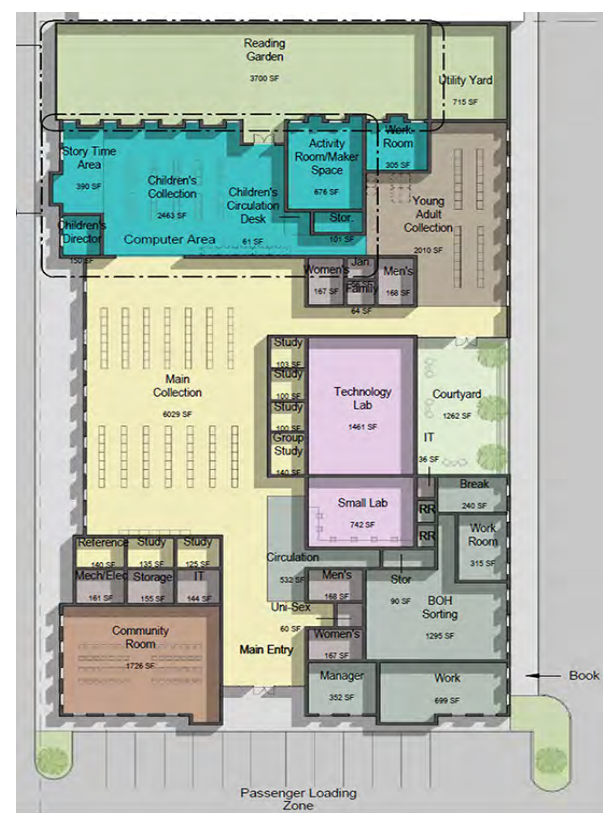 Reading
Garden
3700 SF
Utility Yard
715 SF
Story Time
Area
390 SF
Children's
Collection
2463 SF
Activity
Room/Maker
Space
676 SF
Work
Room
305 SF
Children's
Circulation
Desk
61 SF
Stor.
101 SF
Young
Adult
Collection
2010 SF
Children's
Director
150 SF
Computer Area
Women's
167 SF
Jan.
Family
64 SF
Men's
168 SF
Main
Collection
6029 SF
Study
103 SF
Study
100 SF
Study
100 SF
Group
Study
140 SF
Technology
Lab
1461 SF
Courtyard
1262 SF
IT
36 SF
Small Lab
742 SF
Break
240 SF
RR
RR
Work
Room
315 SF
Reference
140 SF
Study
135 SF
Study
125 SF
Mech/Elec
161 SF
Storage
155 SF
IT
144 SF
Circulation
532 SF
Stor
90 SF
Men's
168 SF
Uni-Sex
60 SF
Women's
167 SF
BOH
Sorting
1295 SF
Community
Room
1726 SF
Main Entry
Manager
352 SF
Work
699 SF
Book
Passenger Loading
Zone